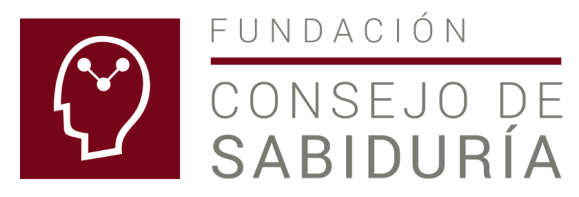 FUNDACIÓN
CONSEJO DE
SABIDURÍA